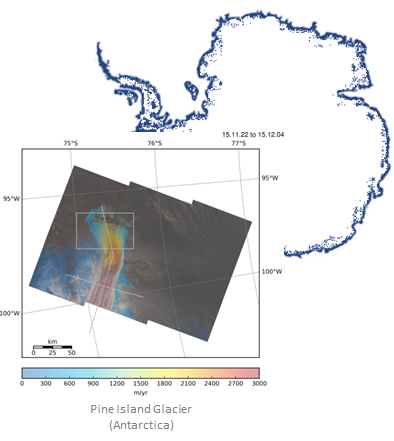 15.11.22 to 15.12.04
75°S 76°S 77°S
95°W 95°W
100°W 100°W
km
0 25 50
0 300 600 900 1200 1500 1800 2100 2400 2700 3000
m/yr
Pine Island Glacier
(Antarctica)